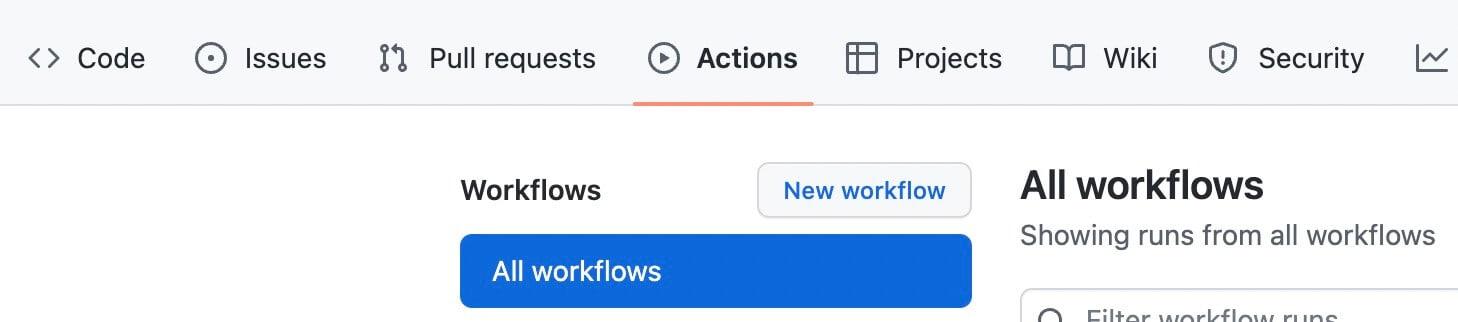 Code Issues Pull requests Actions Projects Wiki Security
Workflows New workflow
All workflows
All workflows
Showing runs from all workflows
Filter workflow runs